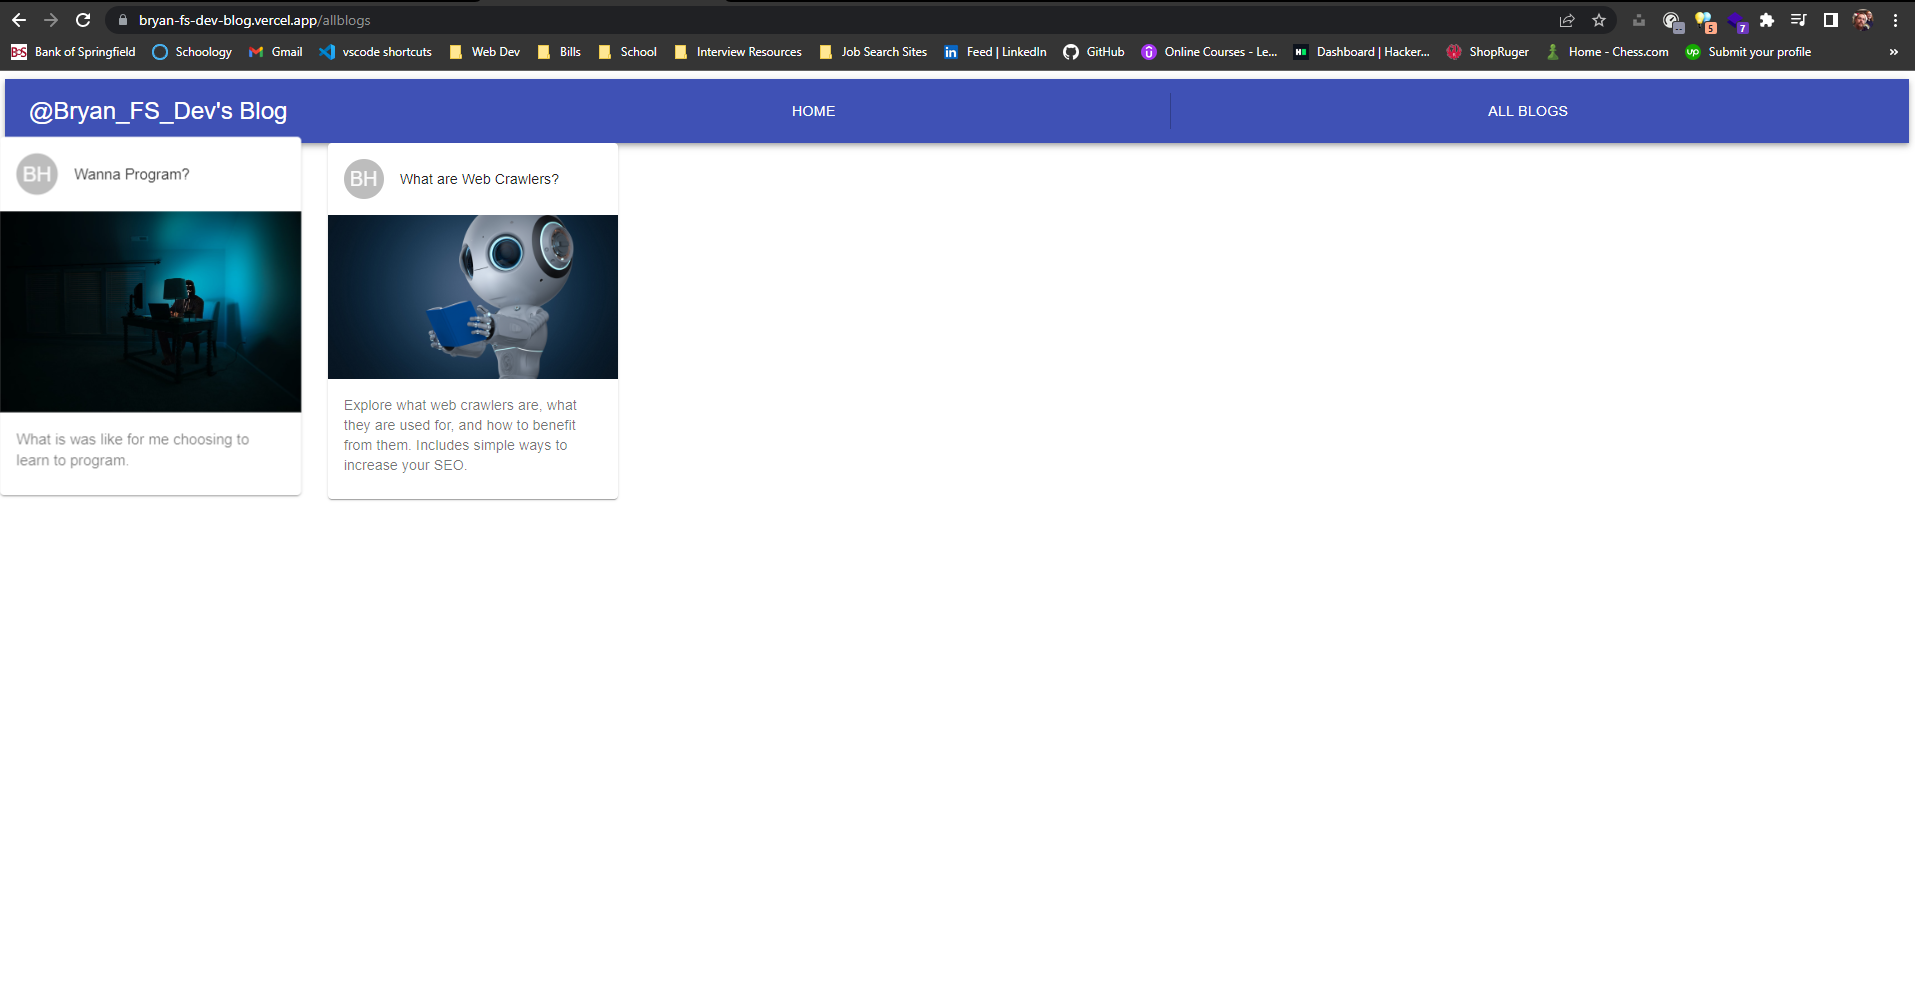 bryan-fs-dev-blog.vercel.app/allblogs
5
7
B:S Bank of Springfield Schoology Gmail vscode shortcuts Web Dev Bills School Interview Resources Job Search Sites in Feed | LinkedIn GitHub Online Courses - Le... H Dashboard | Hacker... ShopRuger Home - Chess.com up Submit your profile »
@Bryan_FS_Dev's Blog HOME ALL BLOGS
BH Wanna Program?
What is was like for me choosing to
learn to program.
BH What are Web Crawlers?
Explore what web crawlers are, what
they are used for, and how to benefit
from them. Includes simple ways to
increase your SEO.